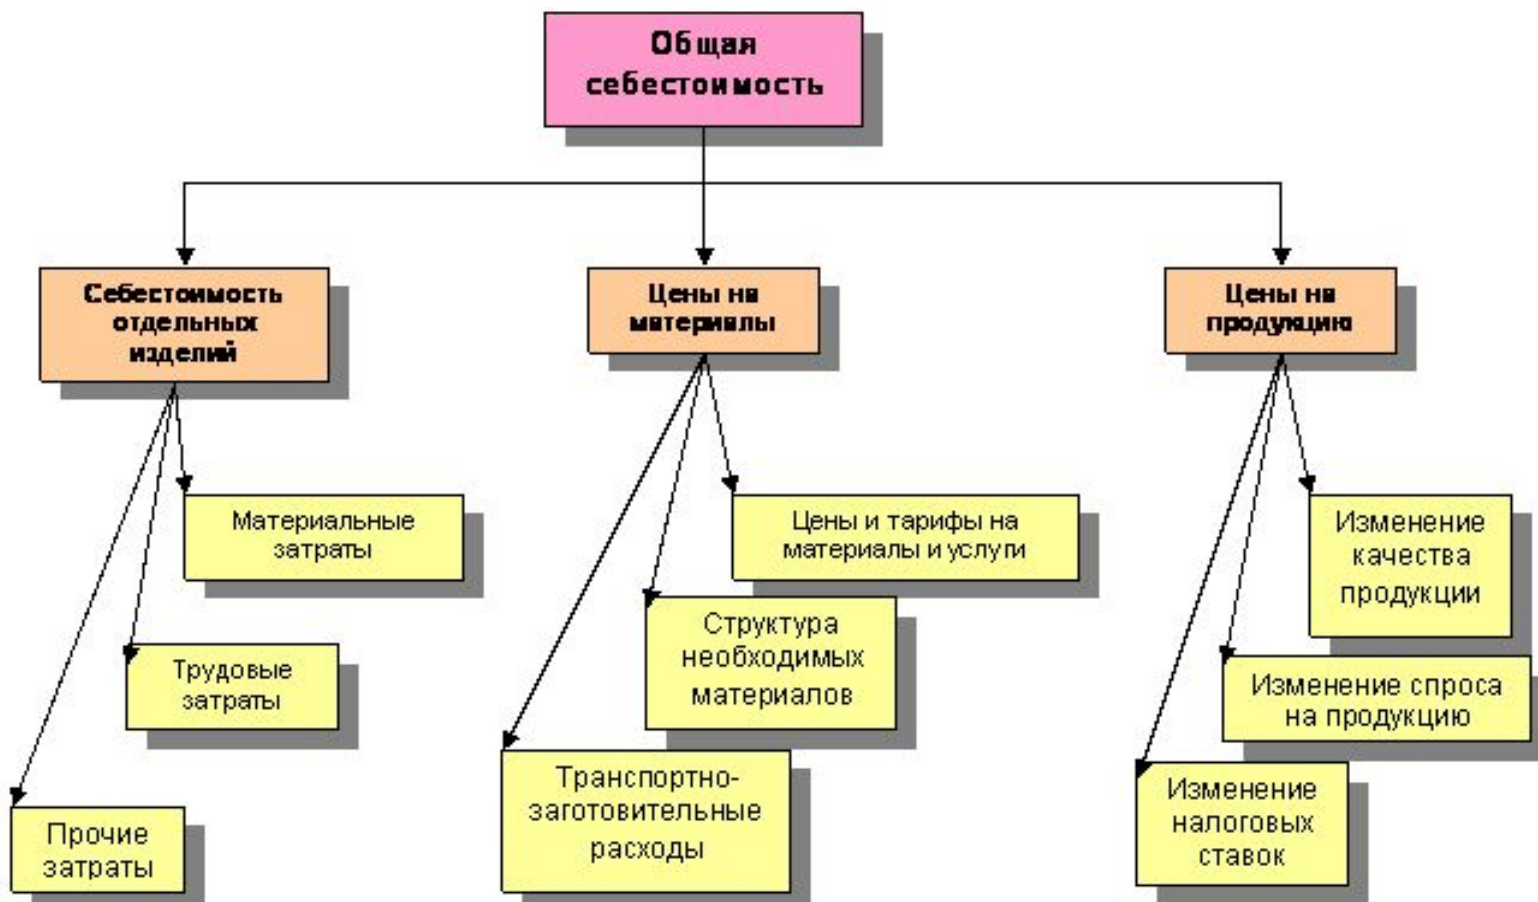 Общая
себестоимость
Себестоимость
отдельных
изделий
Цены на
материалы
Цены на
продукцию
Материальные
затраты
Трудовые
затраты
Прочие
затраты
Цены и тарифы на
материалы и услуги
Структура
необходимых
материалов
Транспортно-
заготовительные
расходы
Изменение
качества
продукции
Изменение спроса
на продукцию
Изменение
налоговых
ставок